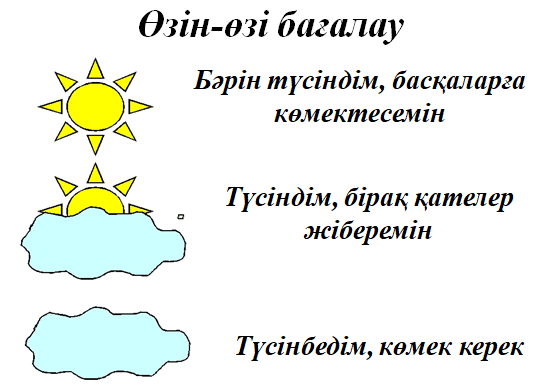 Өзін-өзі бағалау
Бәрін түсіндім, басқаларға
көмектесемін
Түсіндім, бірақ қателер
жіберемін
Түсінбедім, көмек керек